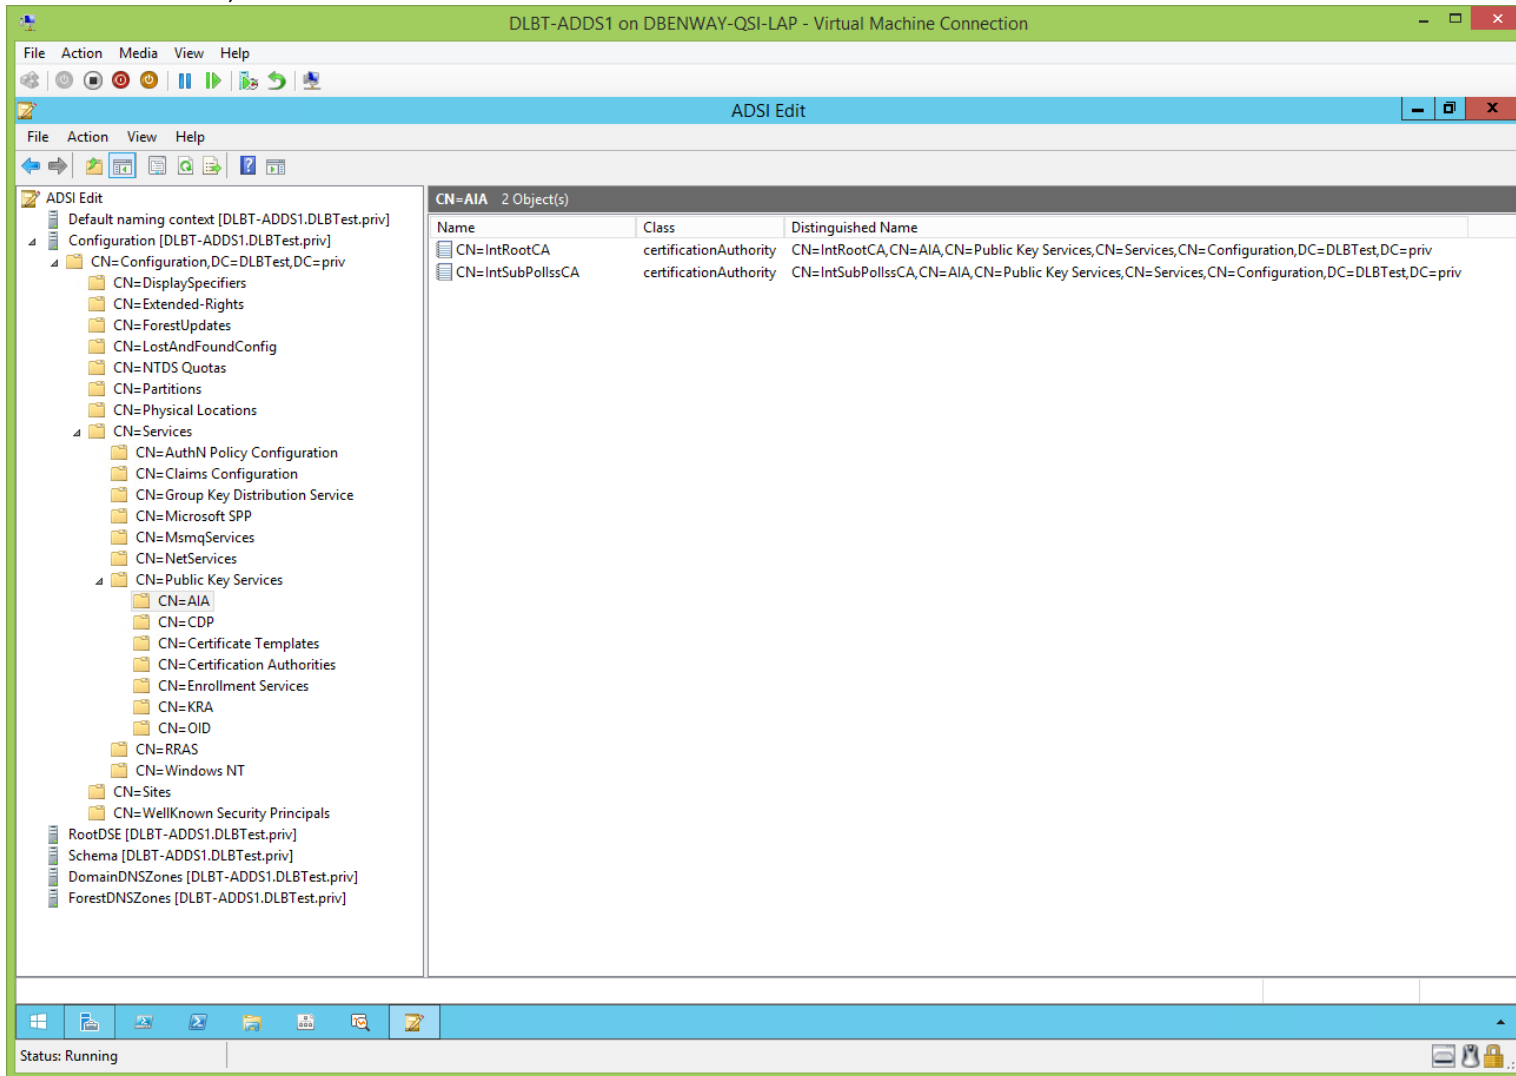 DLBT-ADDS1 on DBENWAY-QSI-LAP - Virtual Machine Connection
File Action Media View Help
ADSI Edit
File Action View Help
ADSI Edit
Default naming context [DLBT-ADDS1.DLBTest.priv]
Configuration [DLBT-ADDS1.DLBTest.priv]
CN=Configuration,DC=DLBTest,DC=priv
CN=DisplaySpecifiers
CN=Extended-Rights
CN=ForestUpdates
CN=LostAndFoundConfig
CN=NTDS Quotas
CN=Partitions
CN=Physical Locations
CN=Services
CN=AuthN Policy Configuration
CN=Claims Configuration
CN=Group Key Distribution Service
CN=Microsoft SPP
CN=MsmqServices
CN=NetServices
CN=Public Key Services
CN=AIA
CN=CDP
CN=Certificate Templates
CN=Certification Authorities
CN=Enrollment Services
CN=KRA
CN=OID
CN=RRAS
CN=Windows NT
CN=Sites
CN=WellKnown Security Principals
RootDSE [DLBT-ADDS1.DLBTest.priv]
Schema [DLBT-ADDS1.DLBTest.priv]
DomainDNSZones [DLBT-ADDS1.DLBTest.priv]
ForestDNSZones [DLBT-ADDS1.DLBTest.priv]
CN=AIA 2 Object(s)
Name Class Distinguished Name
CN=IntRootCA certificationAuthority CN=IntRootCA,CN=AIA,CN=Public Key Services,CN=Services,CN=Configuration,DC=DLBTest,DC=priv
CN=IntSubPolIssCA certificationAuthority CN=IntSubPolIssCA,CN=AIA,CN=Public Key Services,CN=Services,CN=Configuration,DC=DLBTest,DC=priv
Status: Running